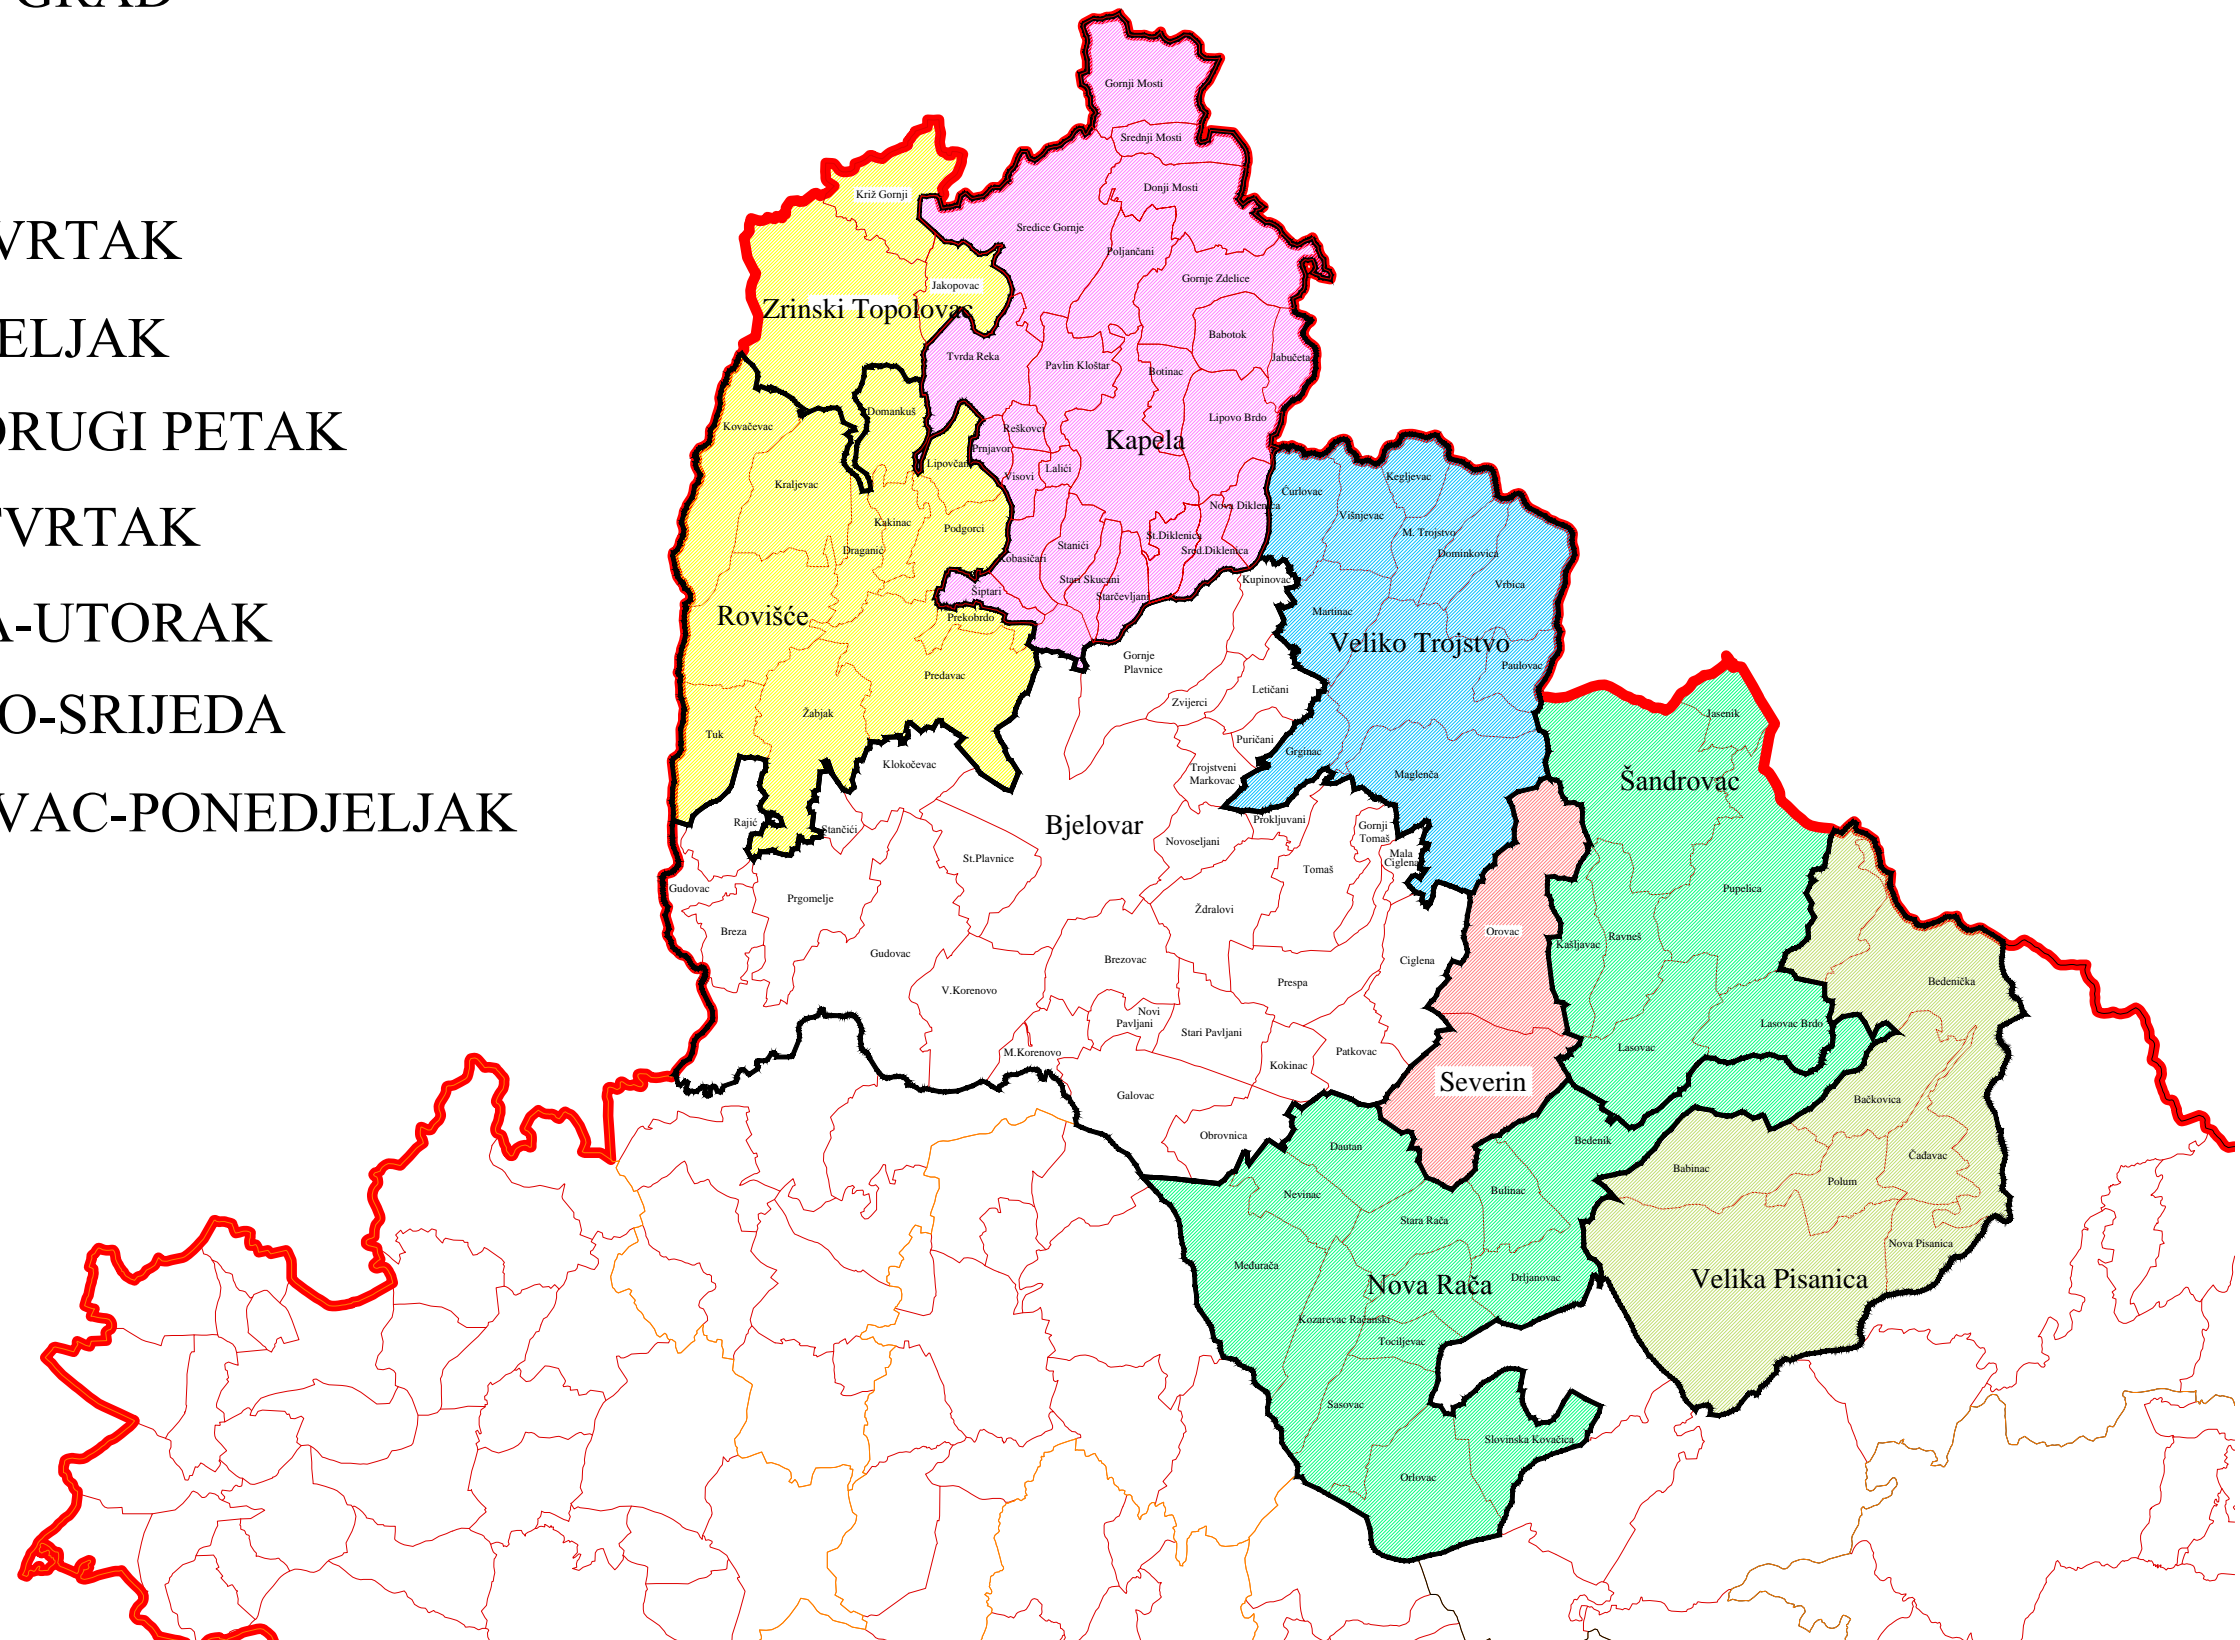 GRAD
VRTAK
ELJAK
DRUGI PETAK
TVRTAK
A-UTORAK
O-SRIJEDA
VAC-PONEDJELJAK
Gornji Mosti
Srednji Mosti
Donji Mosti
Križ Gornji
Sredice Gornje
Poljančani
Gornje Zdelice
Jakopovac
Zrinski Topolovac
Babotok
Jabučeta
Tvrda Reka
Pavlin Kloštar
Botinac
Domankuš
Kovačevac
Lipovo Brdo
Reškovci
Kapela
Prnjavor
Lipovčan
Lalići
Visovi
Kraljevac
Kegljevac
Ćurlovac
Nova Diklenica
Višnjevac
Kakinac
Podgorci
M. Trojstvo
St.Diklenica
Stanići
Draganić
Sred.Diklenica
Dominkovica
Kobasičari
Stari Skucani
Kupinovac
Vrbica
Šiptari
Starčevljani
Martinac
Rovišće
Prekobrdo
Veliko Trojstvo
Gornje
Plavnice
Paulovac
Predavac
Letičani
Zvijerci
Žabjak
Jasenik
Tuk
Puričani
Grginac
Klokočevac
Trojstveni
Markovac
Maglenča
Šandrovac
Rajić
Stančići
Bjelovar
Prokljuvani
Gornji
Tomaš
Novoseljani
Mala
Ciglena
St.Plavnice
Tomaš
Gudovac
Pupelica
Prgomelje
Ždralovi
Breza
Orovac
Ravneš
Kašljavac
Gudovac
Brezovac
Ciglena
Prespa
Bedenička
V.Korenovo
Novi
Pavljani
Stari Pavljani
Lasovac Brdo
M.Korenovo
Patkovac
Lasovac
Kokinac
Severin
Galovac
Bačkovica
Obrovnica
Dautan
Bedenik
Čađavac
Babinac
Polum
Nevinac
Bulinac
Stara Rača
Nova Pisanica
Međurača
Nova Rača
Drljanovac
Velika Pisanica
Kozarevac Račanski
Tociljevac
Sasovac
Slovinska Kovačica
Orlovac